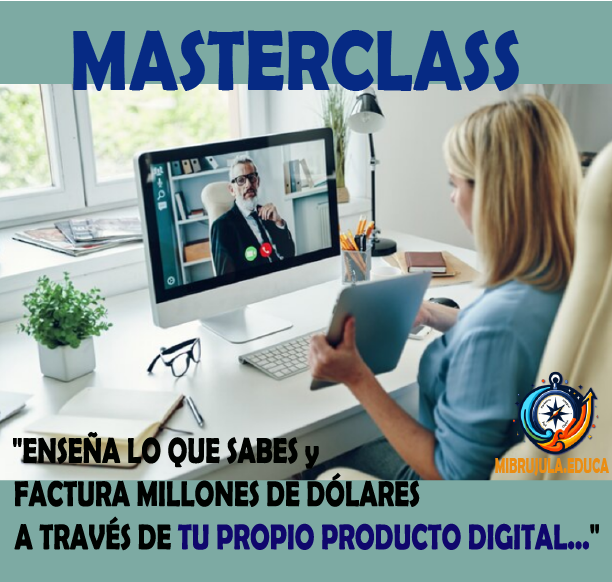 MASTERCLASS
MIBRUJULA.EDUCA
"ENSEÑA LO QUE SABES y
FACTURA MILLONES DE DÓLARES
A TRAVÉS DE TU PROPIO PRODUCTO DIGITAL..."